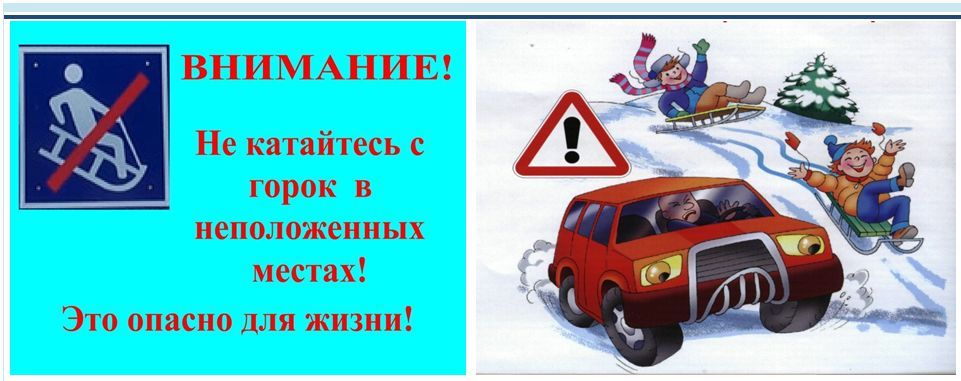 ВНИМАНИЕ!
Не катайтесь с
горок в
неположенных
местах!
Это опасно для жизни!